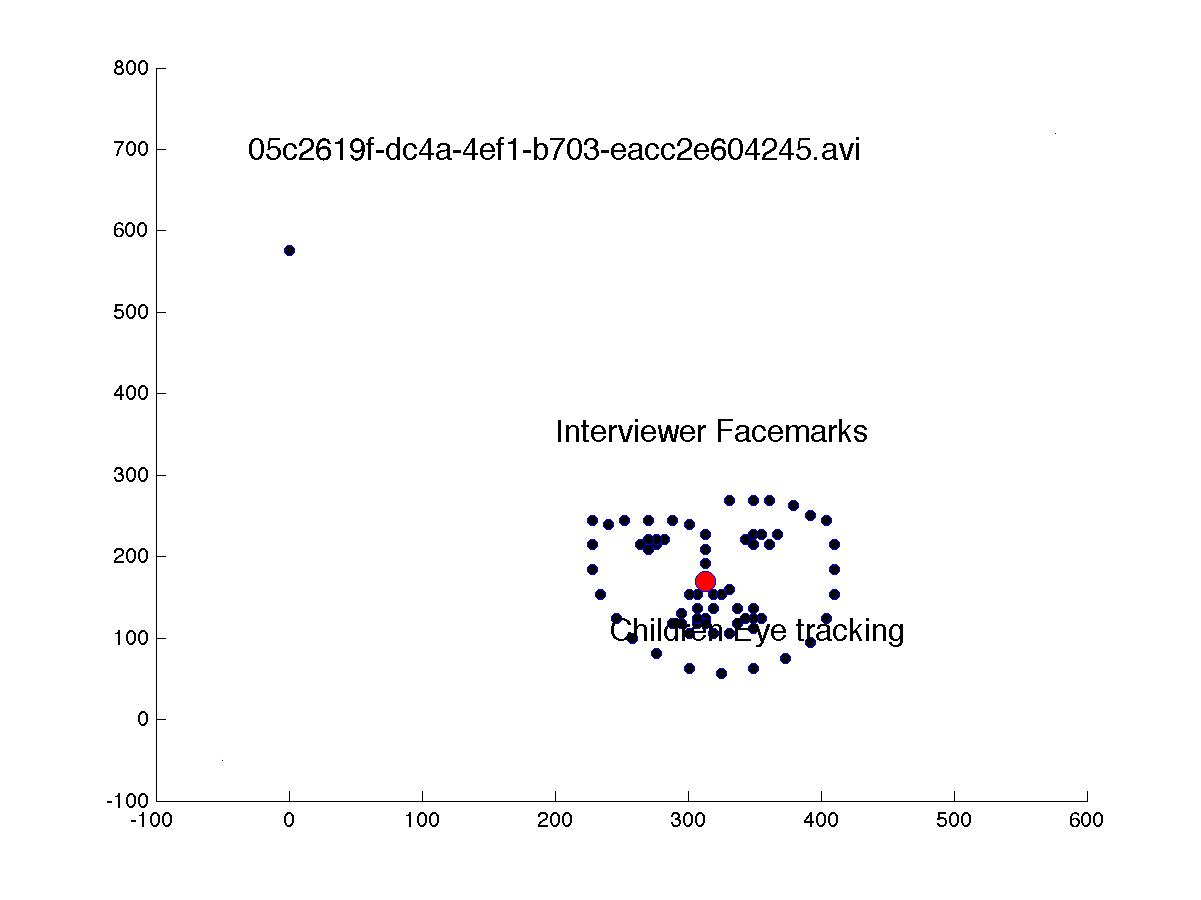 800
700
05c2619f-dc4a-4ef1-b703-eacc2e604245.avi
600
500
400
Interviewer Facemarks
300
200
100
Children Eye tracking
0
-100
-100 0 100 200 300 400 500 600